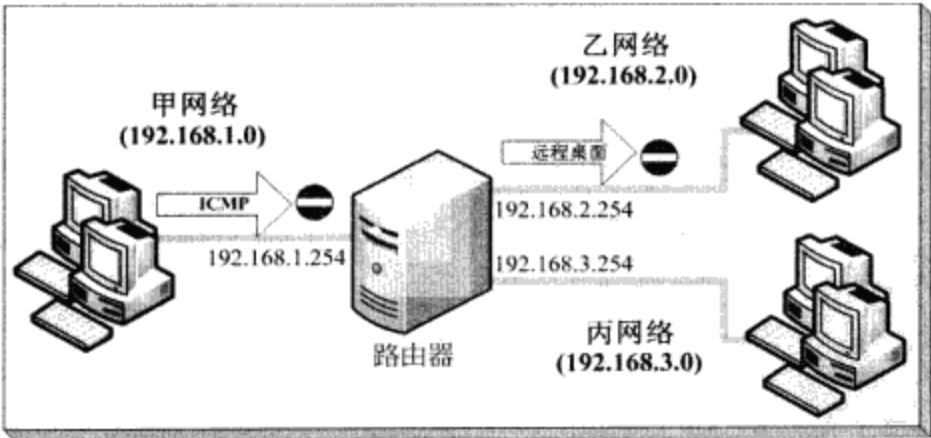 甲网络
(192.168.1.0)
ICMP
192.168.1.254
路由器
乙网络
(192.168.2.0)
远程桌面
192.168.2.254
192.168.3.254
丙网络
(192.168.3.0)